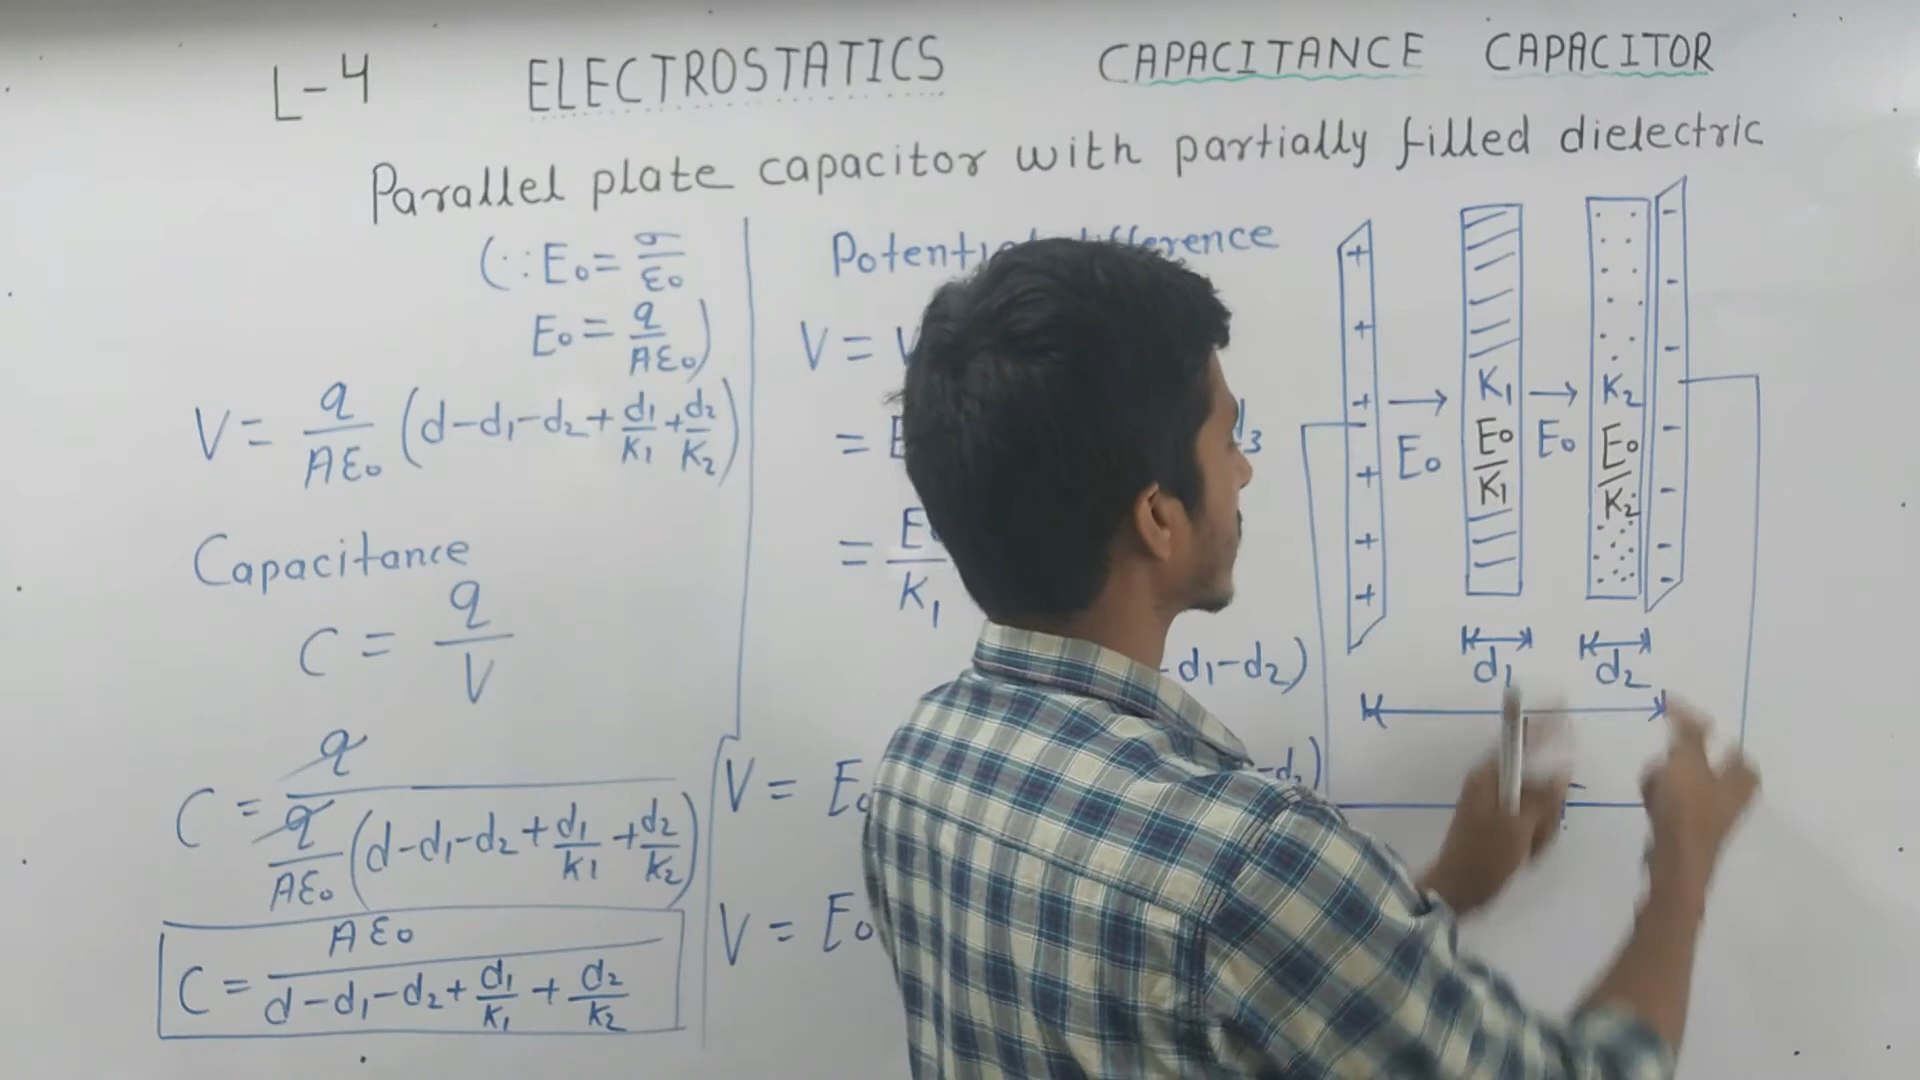 L-4 ELECTROSTATICS CAPACITANCE CAPACITOR
Parallel plate capacitor with partially filled dielectric
(∵E₀ = σ/ε₀
E₀ = q/Aε₀)
V = q/Aε₀ (d-d₁-d₂+d₁/K₁+d₂/K₂)
Capacitance
C = q/V
C = q/(q/Aε₀ (d-d₁-d₂+d₁/K₁+d₂/K₂))
C = Aε₀/(d-d₁-d₂+d₁/K₁+d₂/K₂)
difference
V =
=
= K₁
d₁-d₂)
V = E₀
V = E₀
+ + + + + +
E₀
K₁
E₀/K₁
E₀
K₂
E₀/K₂
- - - - - - - -
d₁ d₂